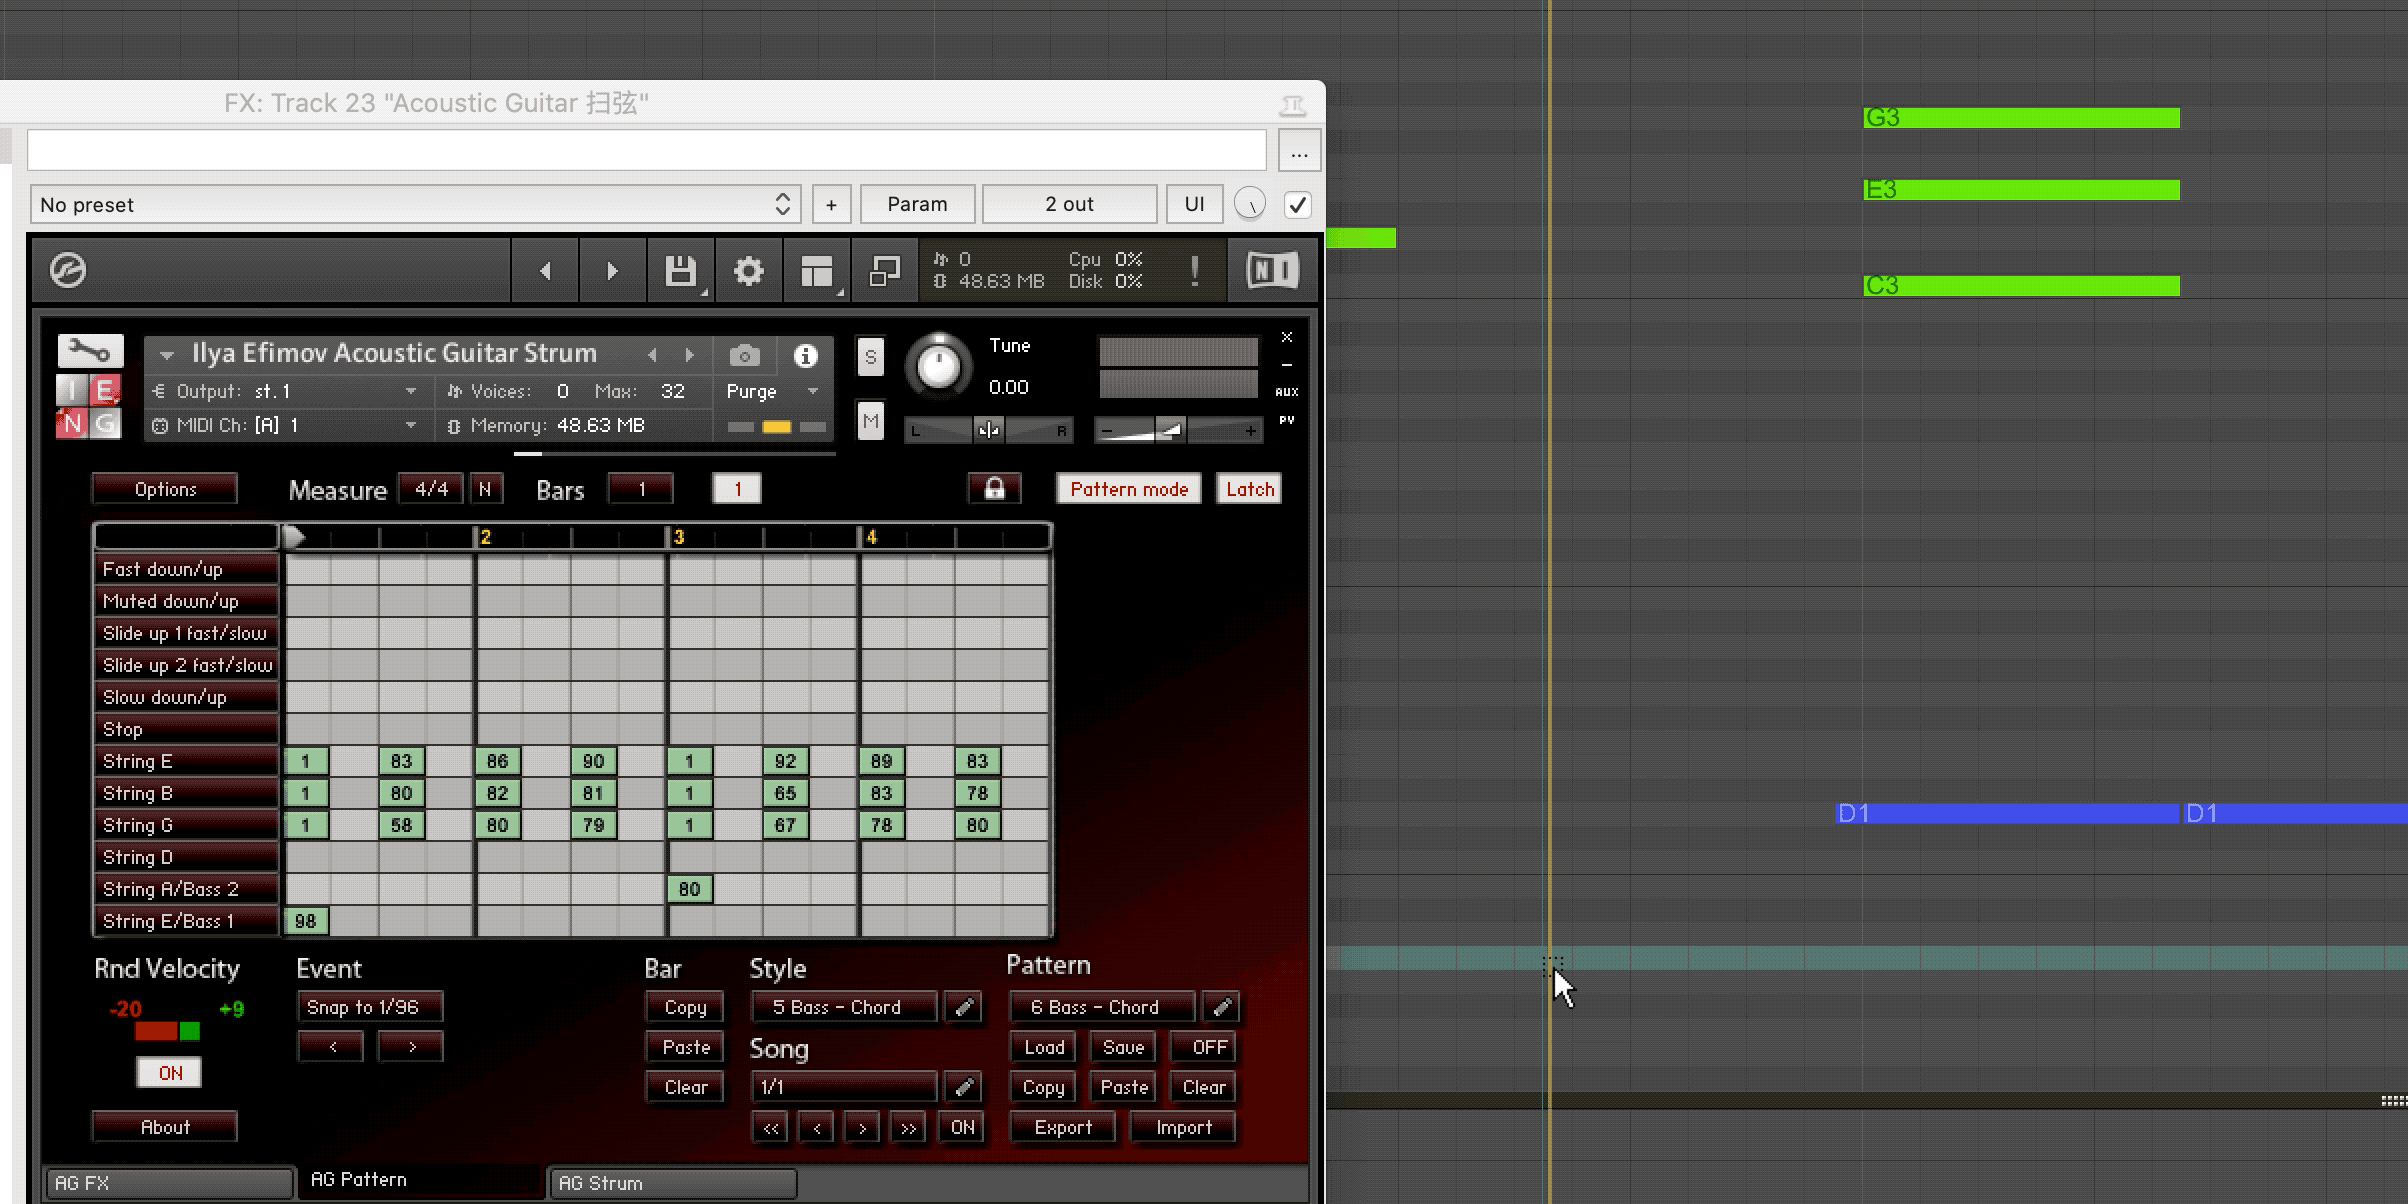 FX: Track 23 "Acoustic Guitar 扫弦"
...
No preset
+
Param
2 out
UI
0
Cpu 0%
48.63 MB
Disk 0%
!
NI
Ilya Efimov Acoustic Guitar Strum
i
S
Tune
0.00
X
–
AUX
PV
I E
N G
Output: st. 1
Voices: 0 Max: 32
Purge
MIDI Ch: [A] 1
Memory: 48.63 MB
M
L R
- +
Options
Measure 4/4 N
Bars 1
1
Pattern mode
Latch
2 3 4
Fast down/up
Muted down/up
Slide up 1 fast/slow
Slide up 2 fast/slow
Slow down/up
Stop
String E 1 83 86 90 1 92 89 83
String B 1 80 82 81 1 65 83 78
String G 1 58 80 79 1 67 78 80
String D
String A/Bass 2 80
String E/Bass 1 98
Rnd Velocity
-20 +9
ON
About
Event
Snap to 1/96
< >
Bar
Copy
Paste
Clear
Style
5 Bass - Chord
Song
1/1
<< < > >> ON
Pattern
6 Bass - Chord
Load Save OFF
Copy Paste Clear
Export Import
AG FX
AG Pattern
AG Strum
G3
E3
C3
D1
D1